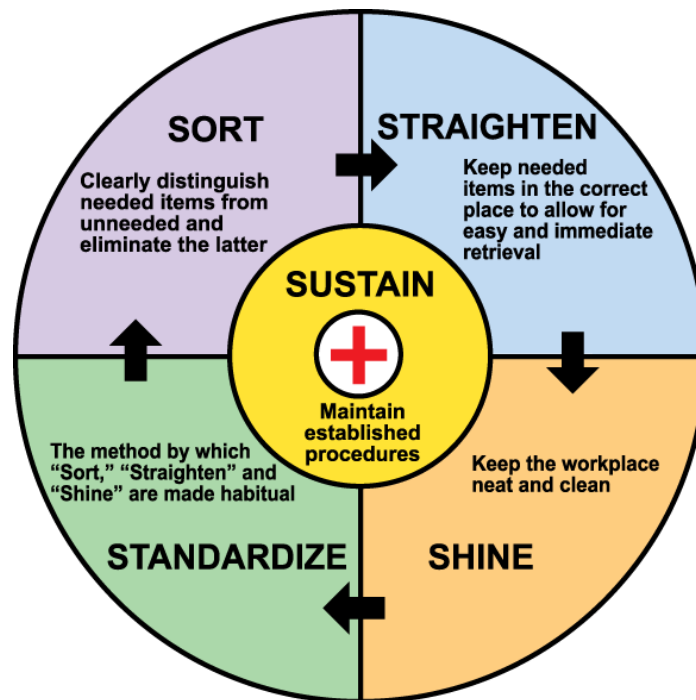 SORT
Clearly distinguish
needed items from
unneeded and
eliminate the latter
STRAIGHTEN
Keep needed
items in the correct
place to allow for
easy and immediate
retrieval
SUSTAIN
Maintain
established
procedures
The method by which
“Sort,” “Straighten” and
“Shine” are made habitual
STANDARDIZE
Keep the workplace
neat and clean
SHINE